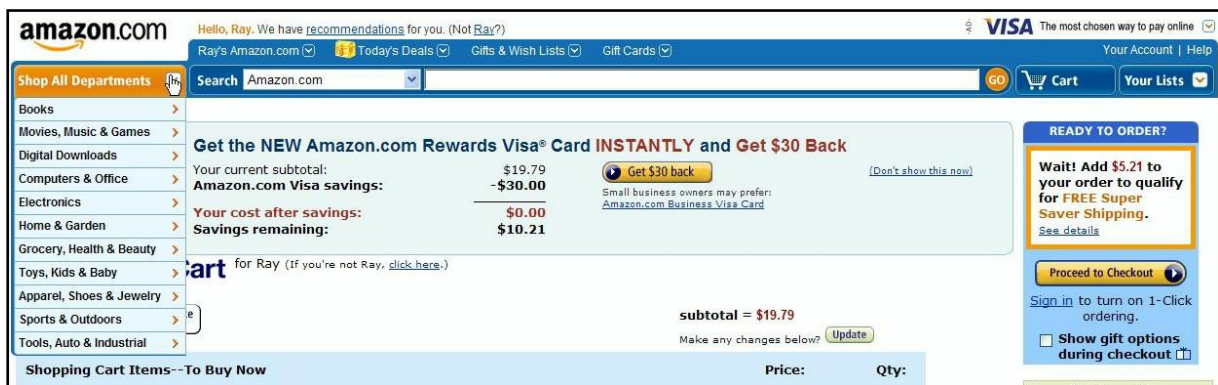 amazon.com
Hello, Ray. We have recommendations for you. (Not Ray?)
VISA The most chosen way to pay online
Ray's Amazon.com Today's Deals Gifts & Wish Lists Gift Cards
Your Account | Help
Shop All Departments
Search Amazon.com
GO
Cart
Your Lists
Books
Movies, Music & Games
Digital Downloads
Computers & Office
Electronics
Home & Garden
Grocery, Health & Beauty
Toys, Kids & Baby
Apparel, Shoes & Jewelry
Sports & Outdoors
Tools, Auto & Industrial
Get the NEW Amazon.com Rewards Visa® Card INSTANTLY and Get $30 Back
Your current subtotal: $19.79
Amazon.com Visa savings: -$30.00
Your cost after savings: $0.00
Savings remaining: $10.21
Get $30 back
Small business owners may prefer:
Amazon.com Business Visa Card
(Don't show this now)
Cart for Ray (If you're not Ray, click here.)
subtotal = $19.79
Make any changes below? Update
Shopping Cart Items--To Buy Now Price: Qty:
READY TO ORDER?
Wait! Add $5.21 to
your order to qualify
for FREE Super
Saver Shipping.
See details
Proceed to Checkout
Sign in to turn on 1-Click
ordering.
Show gift options
during checkout